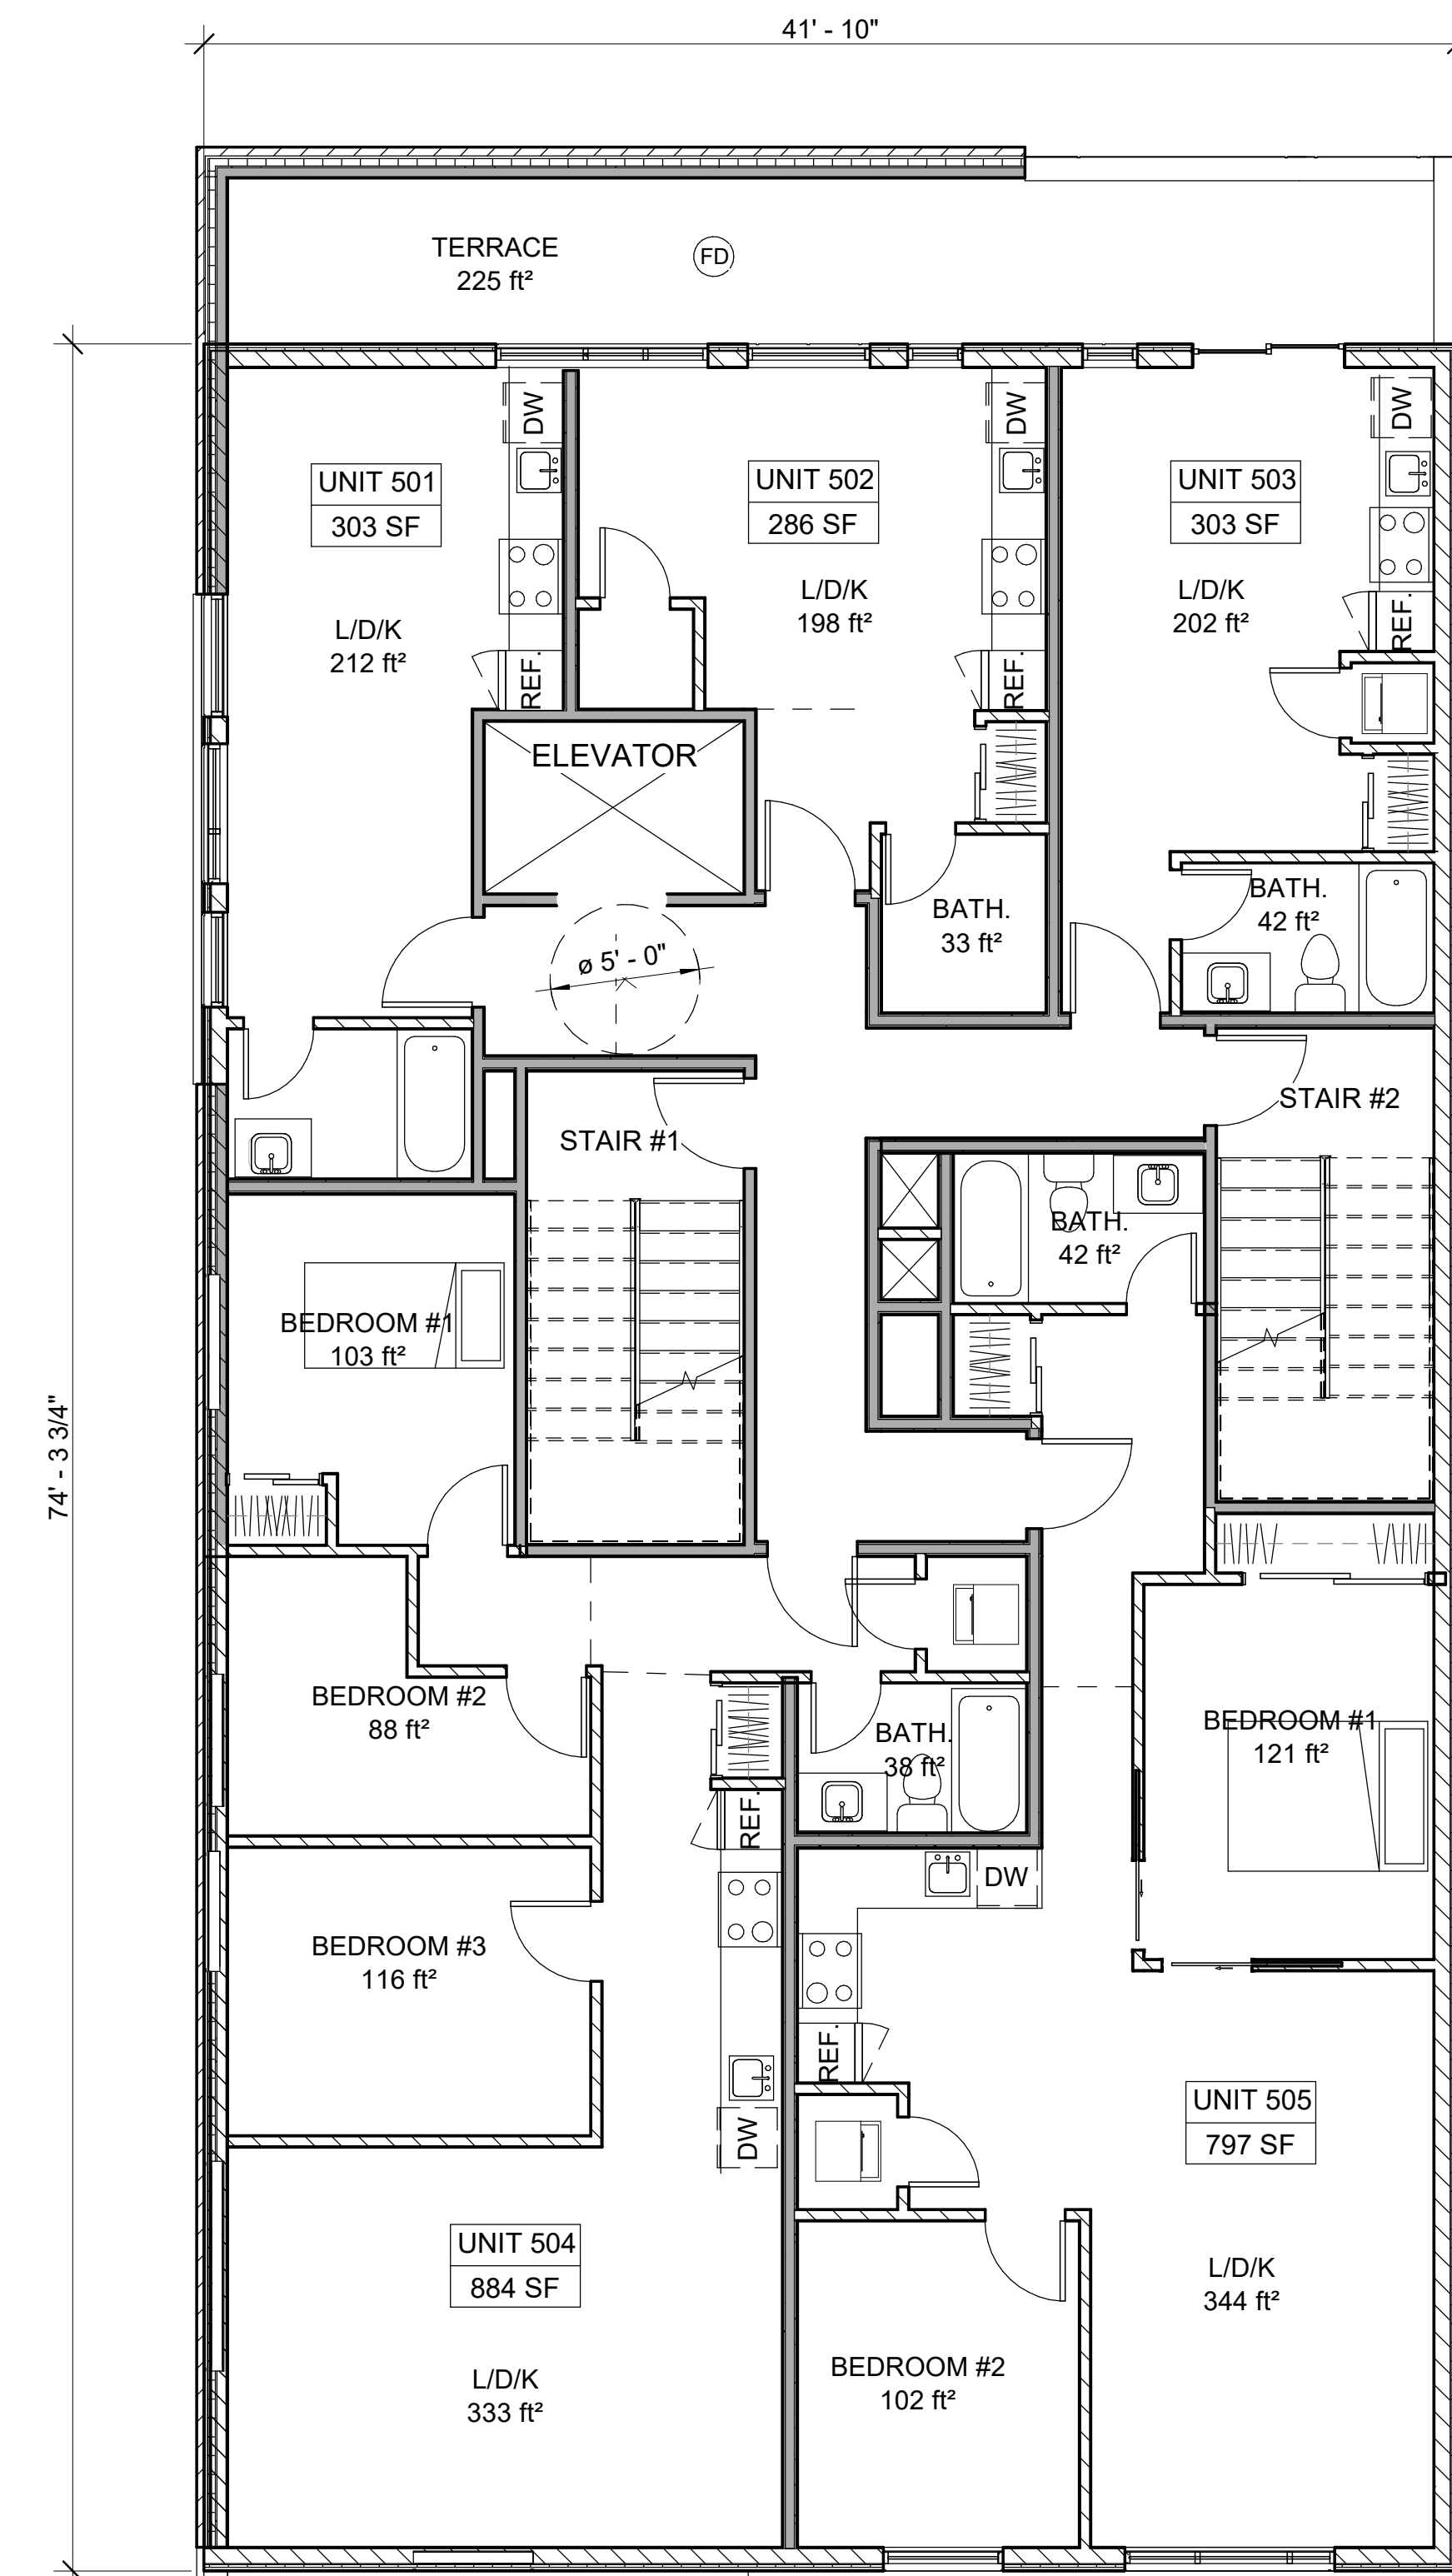 41' - 10"
TERRACE
225 ft²
FD
DW
DW
DW
UNIT 501
303 SF
UNIT 502
286 SF
UNIT 503
303 SF
L/D/K
212 ft²
L/D/K
198 ft²
L/D/K
202 ft²
REF.
REF.
REF.
ELEVATOR
BATH.
33 ft²
BATH.
42 ft²
ø 5' - 0"
STAIR #1
STAIR #2
BATH.
42 ft²
BEDROOM #1
103 ft²
74' - 3 3/4"
BEDROOM #2
88 ft²
BATH.
38 ft²
BEDROOM #1
121 ft²
REF.
DW
BEDROOM #3
116 ft²
REF.
DW
UNIT 505
797 SF
UNIT 504
884 SF
L/D/K
344 ft²
BEDROOM #2
102 ft²
L/D/K
333 ft²